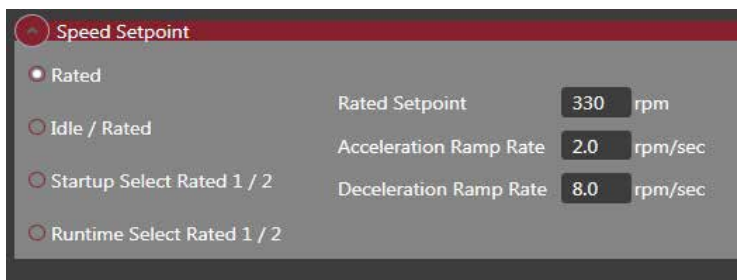 Speed Setpoint
Rated
Idle / Rated
Startup Select Rated 1 / 2
Runtime Select Rated 1 / 2
Rated Setpoint 330 rpm
Acceleration Ramp Rate 2.0 rpm/sec
Deceleration Ramp Rate 8.0 rpm/sec